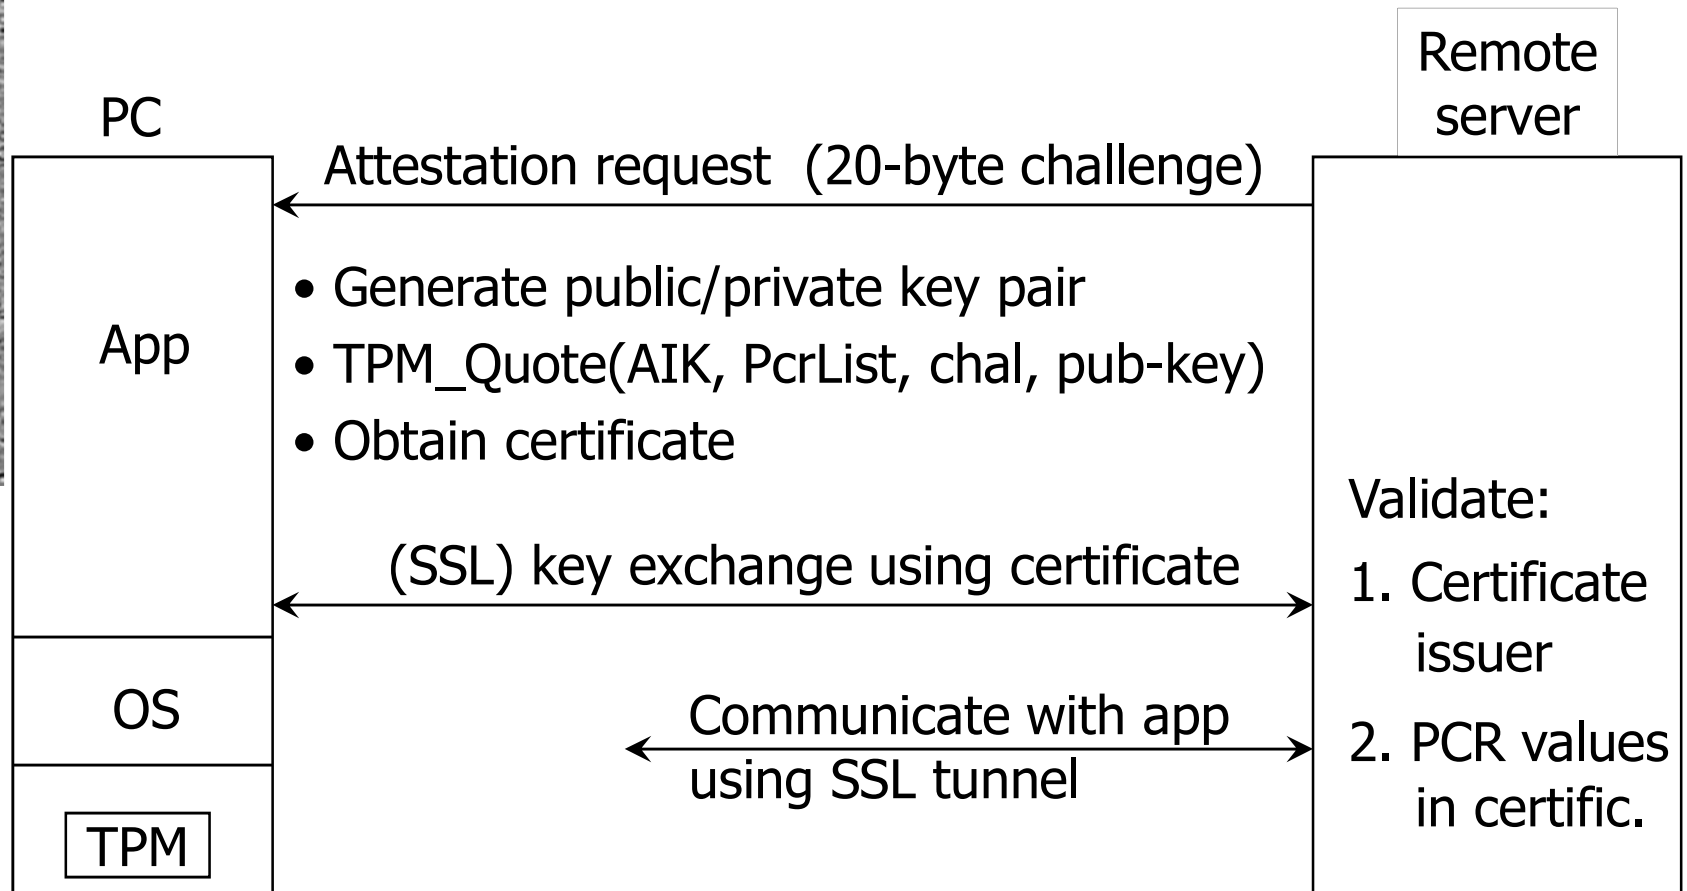 Remote
server
PC
Attestation request (20-byte challenge)
• Generate public/private key pair
App
• TPM_Quote(AIK, PcrList, chal, pub-key)
• Obtain certificate
Validate:
(SSL) key exchange using certificate
1. Certificate
issuer
OS
Communicate with app
using SSL tunnel
2. PCR values
in certific.
TPM